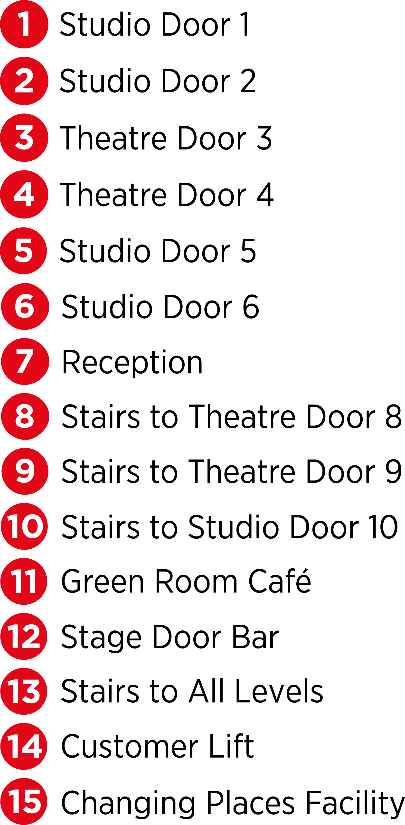 1 Studio Door 1
2 Studio Door 2
3 Theatre Door 3
4 Theatre Door 4
5 Studio Door 5
6 Studio Door 6
7 Reception
8 Stairs to Theatre Door 8
9 Stairs to Theatre Door 9
10 Stairs to Studio Door 10
11 Green Room Café
12 Stage Door Bar
13 Stairs to All Levels
14 Customer Lift
15 Changing Places Facility